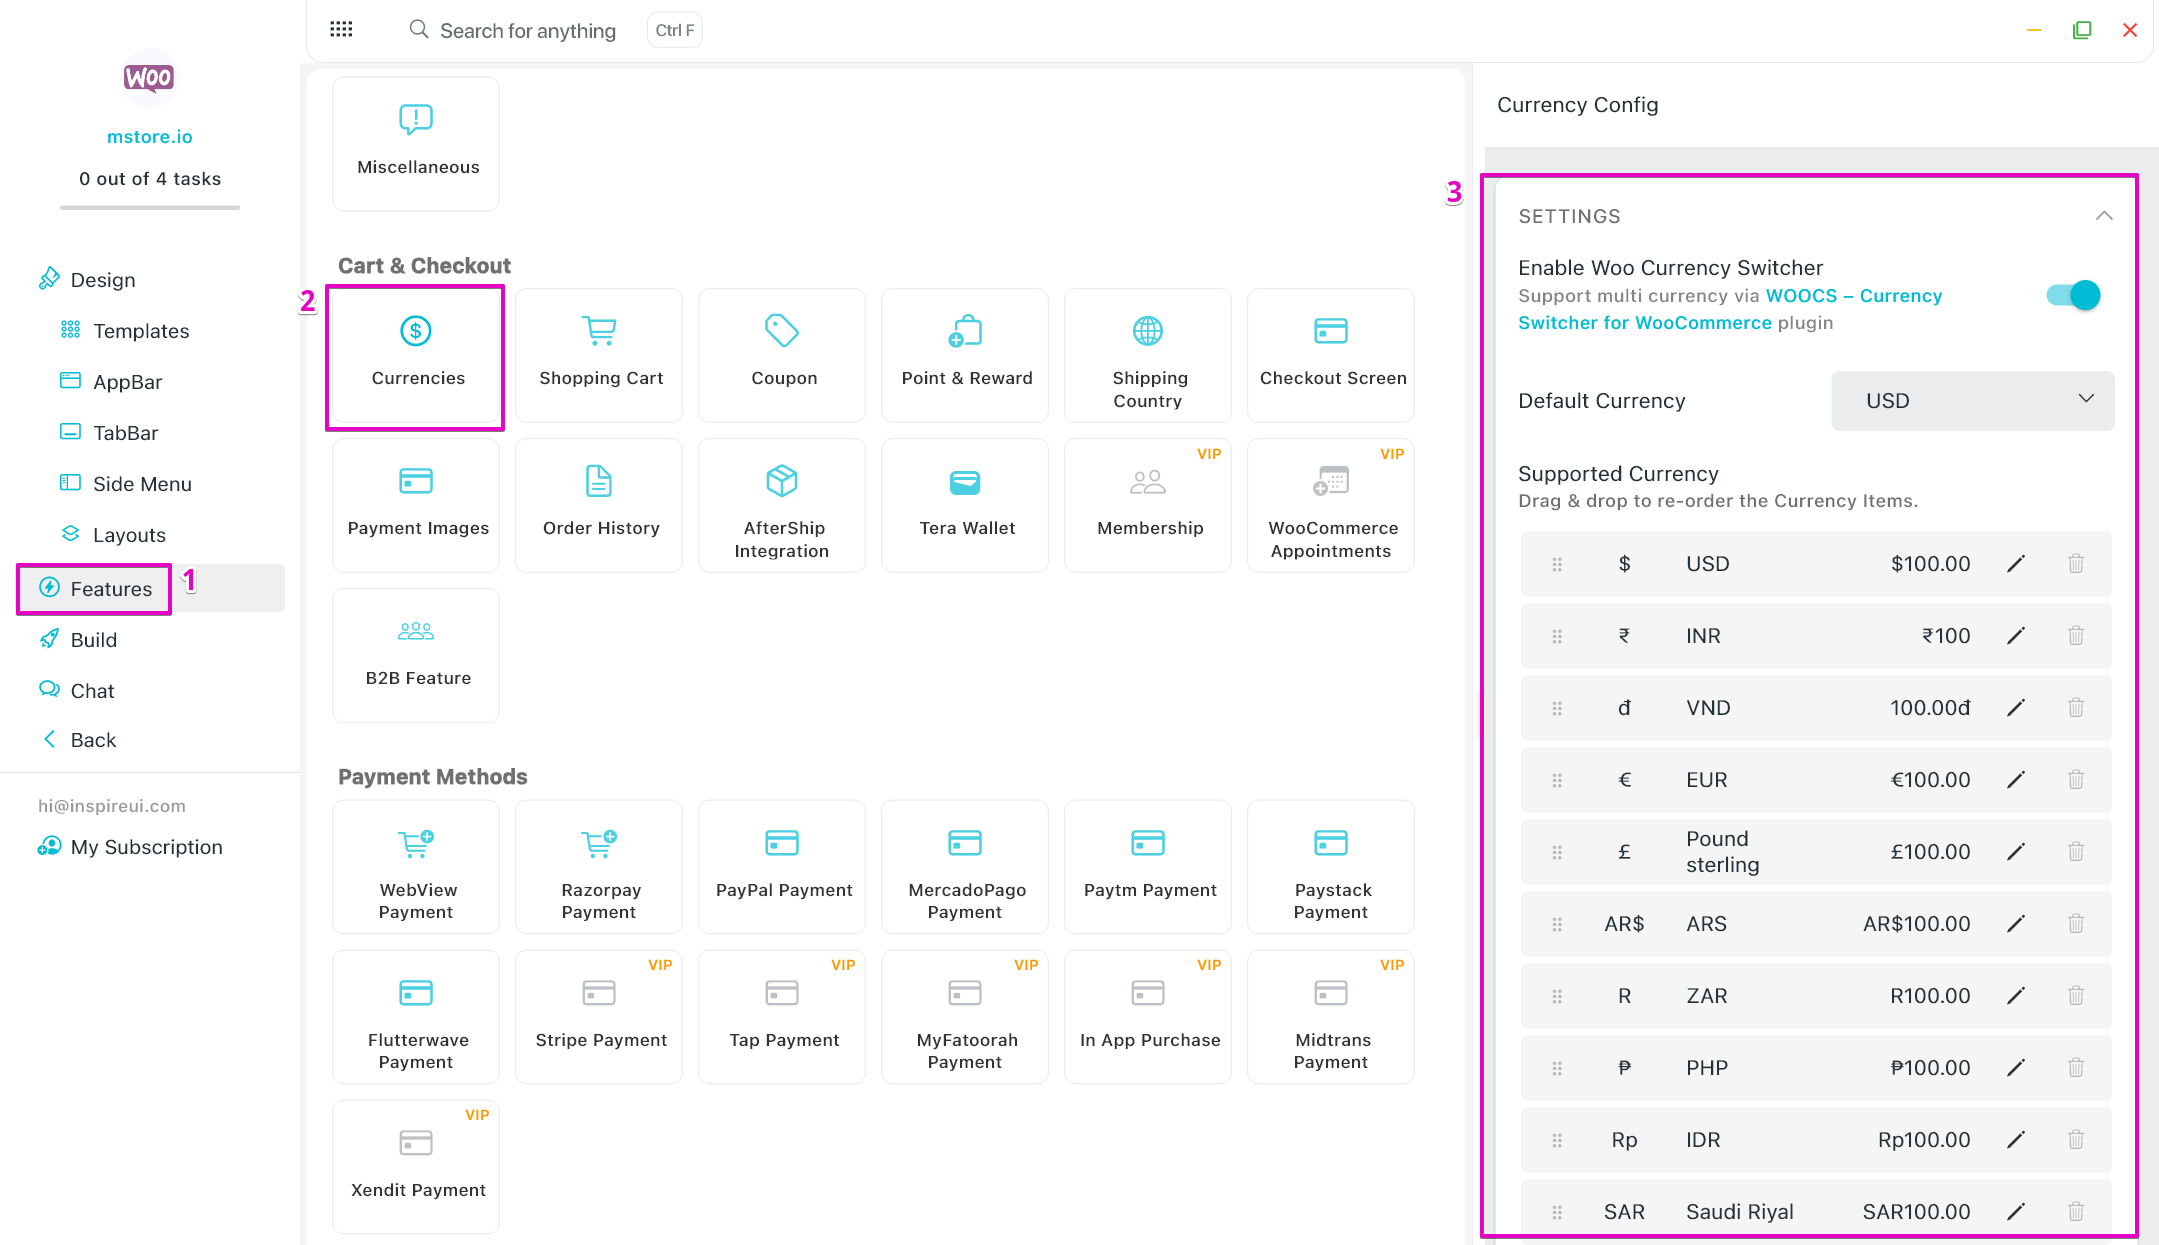 Search for anything
Ctrl F
WOO
mstore.io
0 out of 4 tasks
Design
Templates
AppBar
TabBar
Side Menu
Layouts
Features
1
Build
Chat
Back
hi@inspireui.com
My Subscription
Miscellaneous
Cart & Checkout
2
Currencies
Shopping Cart
Coupon
Point & Reward
Shipping
Country
Checkout Screen
Payment Images
Order History
AfterShip
Integration
Tera Wallet
VIP
Membership
VIP
WooCommerce
Appointments
B2B Feature
Payment Methods
WebView
Payment
Razorpay
Payment
PayPal Payment
MercadoPago
Payment
Paytm Payment
Paystack
Payment
Flutterwave
Payment
VIP
Stripe Payment
VIP
Tap Payment
VIP
MyFatoorah
Payment
VIP
In App Purchase
VIP
Midtrans
Payment
VIP
Xendit Payment
Currency Config
3
SETTINGS
Enable Woo Currency Switcher
Support multi currency via WOOCS – Currency
Switcher for WooCommerce plugin
Default Currency USD
Supported Currency
Drag & drop to re-order the Currency Items.
$ USD $100.00
₹ INR ₹100
đ VND 100.00đ
€ EUR €100.00
£ Pound
sterling £100.00
AR$ ARS AR$100.00
R ZAR R100.00
₱ PHP ₱100.00
Rp IDR Rp100.00
SAR Saudi Riyal SAR100.00